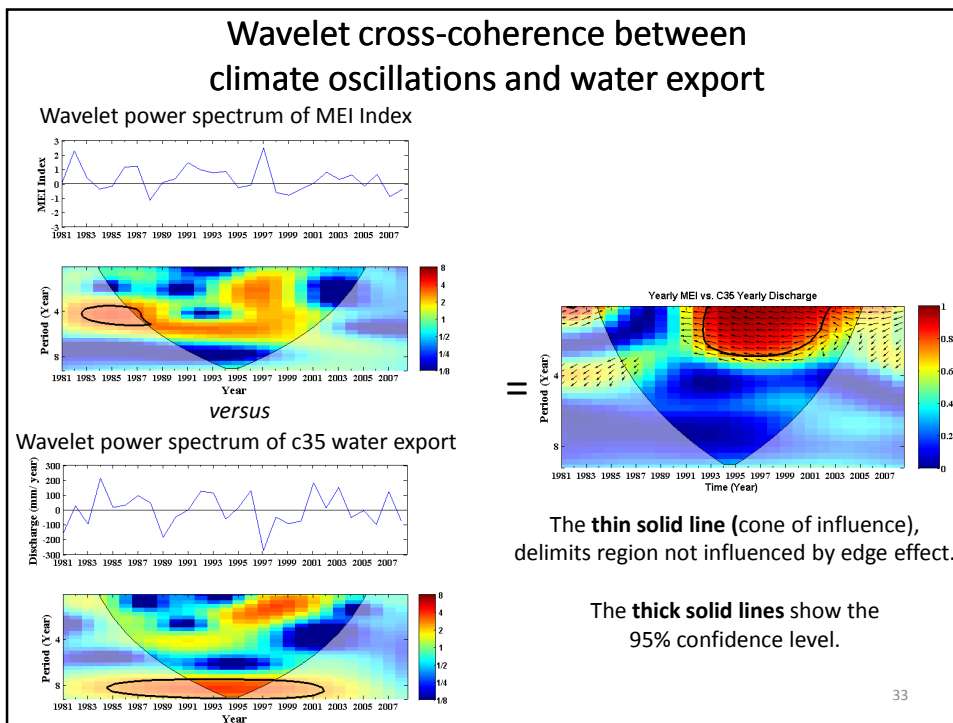 Wavelet cross-coherence between
climate oscillations and water export
Wavelet power spectrum of MEI Index
MEI Index
3
2
1
0
-1
-2
-3
1981 1983 1985 1987 1989 1991 1993 1995 1997 1999 2001 2003 2005 2007
Period (Year)
4
8
8
4
2
1
1/2
1/4
1/8
1981 1983 1985 1987 1989 1991 1993 1995 1997 1999 2001 2003 2005 2007
Year
versus
Wavelet power spectrum of c35 water export
Discharge (mm/ year)
300
200
100
0
-100
-200
-300
1981 1983 1985 1987 1989 1991 1993 1995 1997 1999 2001 2003 2005 2007
Period (Year)
4
8
8
4
2
1
1/2
1/4
1/8
1981 1983 1985 1987 1989 1991 1993 1995 1997 1999 2001 2003 2005 2007
Year
=
Yearly MEI vs. C35 Yearly Discharge
Period (Year)
4
8
1
0.8
0.6
0.4
0.2
0
1981 1983 1985 1987 1989 1991 1993 1995 1997 1999 2001 2003 2005 2007
Time (Year)
The thin solid line (cone of influence),
delimits region not influenced by edge effect.
The thick solid lines show the
95% confidence level.
33